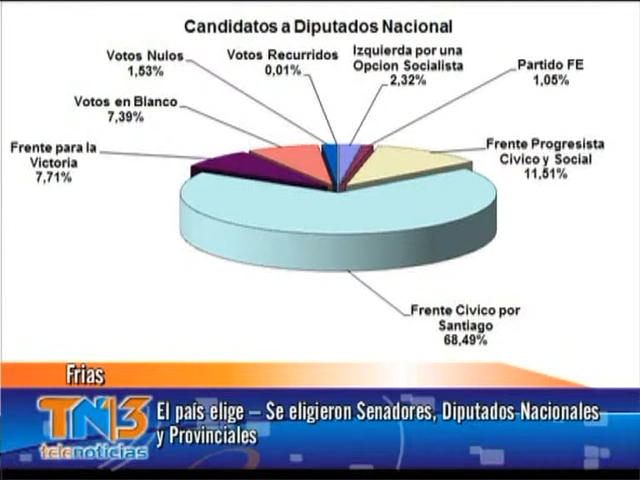 Candidatos a Diputados Nacional
Votos Nulos
1,53%
Votos Recurridos
0,01%
Izquierda por una
Opcion Socialista
2,32%
Partido FE
1,05%
Votos en Blanco
7,39%
Frente para la
Victoria
7,71%
Frente Progresista
Civico y Social
11,51%
Frente Civico por
Santiago
68,49%
Frias
TN13
telenoticias
El país elige – Se eligieron Senadores, Diputados Nacionales
y Provinciales